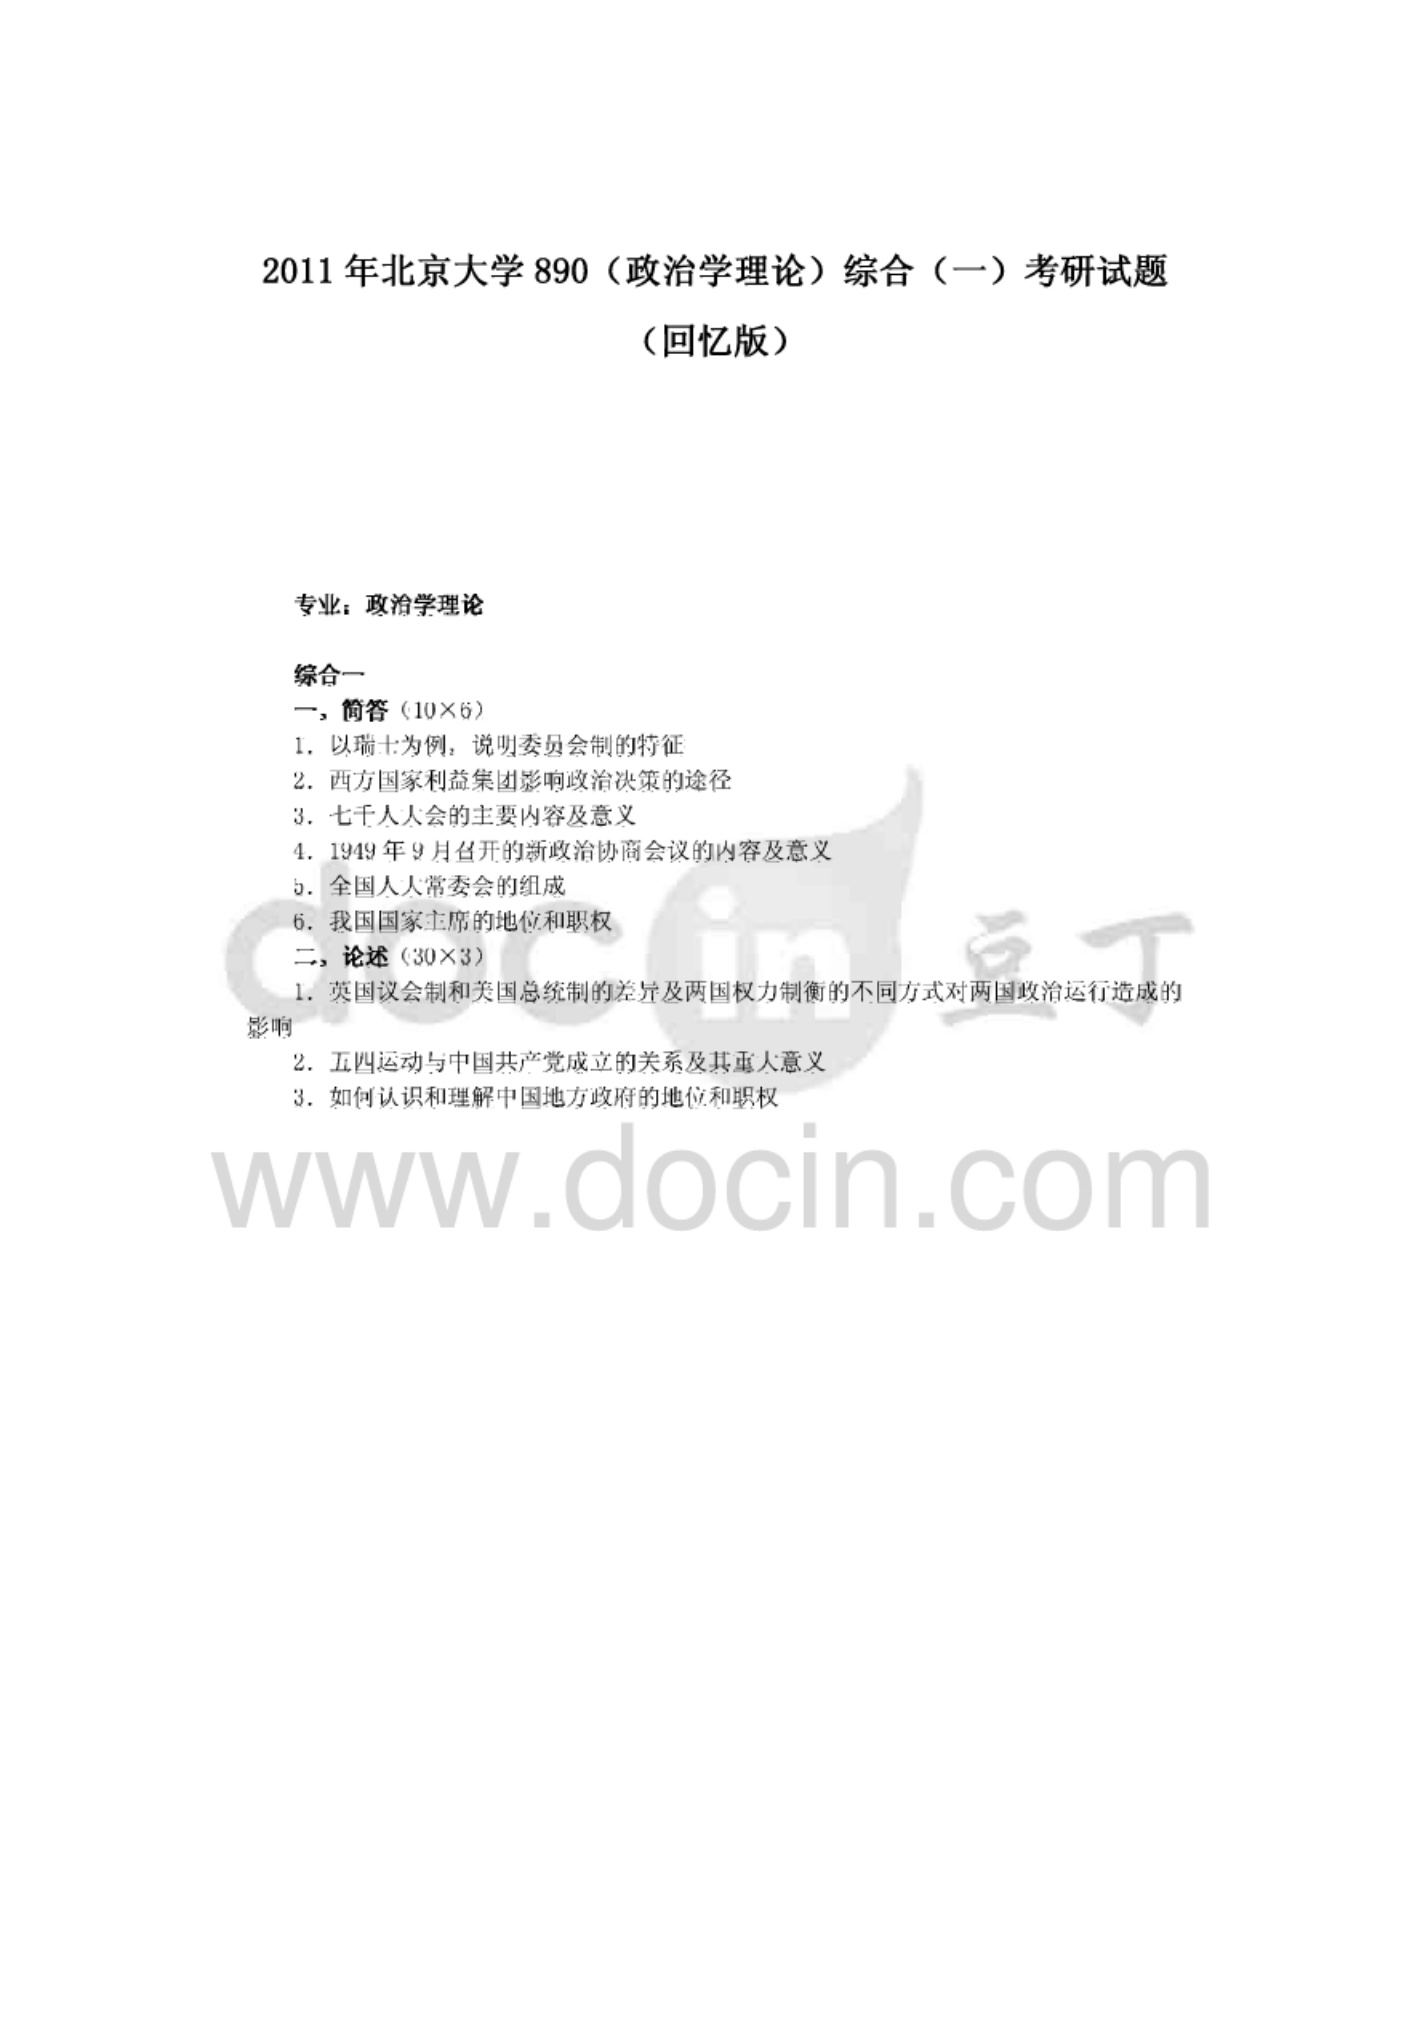 2011 年北京大学 890（政治学理论）综合（一）考研试题
（回忆版）
专业：政治学理论
综合一
一，简答（10×6）
1．以瑞士为例，说明委员会制的特征
2．西方国家利益集团影响政治决策的途径
3．七千人大会的主要内容及意义
4．1949 年 9 月召开的新政治协商会议的内容及意义
5．全国人大常委会的组成
6．我国国家主席的地位和职权
二，论述（30×3）
1．英国议会制和美国总统制的差异及两国权力制衡的不同方式对两国政治运行造成的
影响
2．五四运动与中国共产党成立的关系及其重大意义
3．如何认识和理解中国地方政府的地位和职权
docin 豆丁
www.docin.com